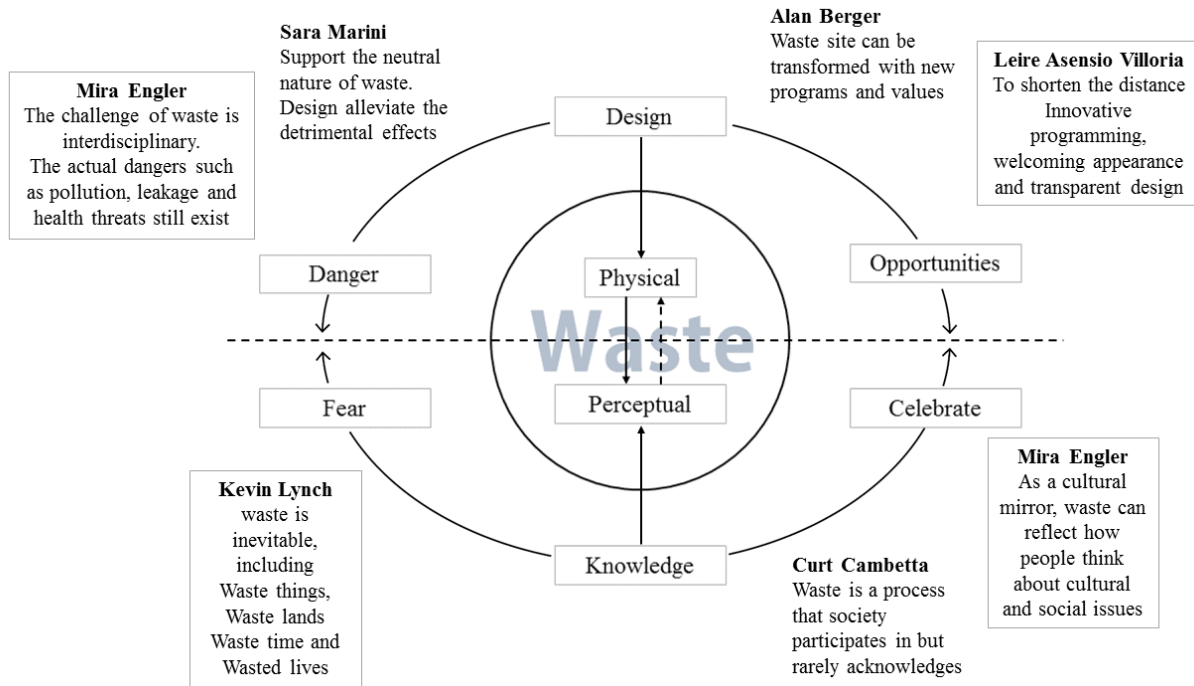 Sara Marini
Support the neutral
nature of waste.
Design alleviate the
detrimental effects
Alan Berger
Waste site can be
transformed with new
programs and values
Mira Engler
The challenge of waste is
interdisciplinary.
The actual dangers such
as pollution, leakage and
health threats still exist
Leire Asensio Villoria
To shorten the distance
Innovative
programming,
welcoming appearance
and transparent design
Design
Danger
Physical
Opportunities
Waste
Fear
Perceptual
Celebrate
Kevin Lynch
waste is
inevitable,
including
Waste things,
Waste lands
Waste time and
Wasted lives
Knowledge
Curt Cambetta
Waste is a process
that society
participates in but
rarely acknowledges
Mira Engler
As a cultural
mirror, waste can
reflect how
people think
about cultural
and social issues